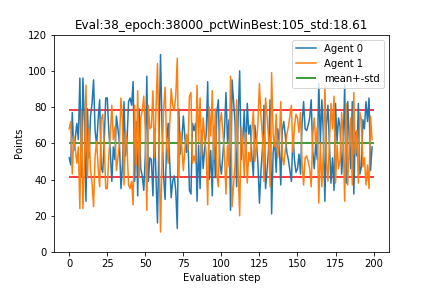 Eval:38_epoch:38000_pctWinBest:105_std:18.61
120
100
80
60
40
20
0
Points
Agent 0
Agent 1
mean+-std
0 25 50 75 100 125 150 175 200
Evaluation step